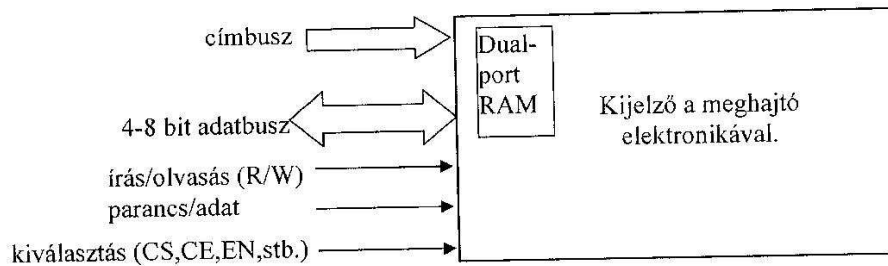 címbusz
4-8 bit adatbusz
írás/olvasás (R/W)
parancs/adat
kiválasztás (CS,CE,EN,stb.)
Dual-
port
RAM
Kijelző a meghajtó
elektronikával.